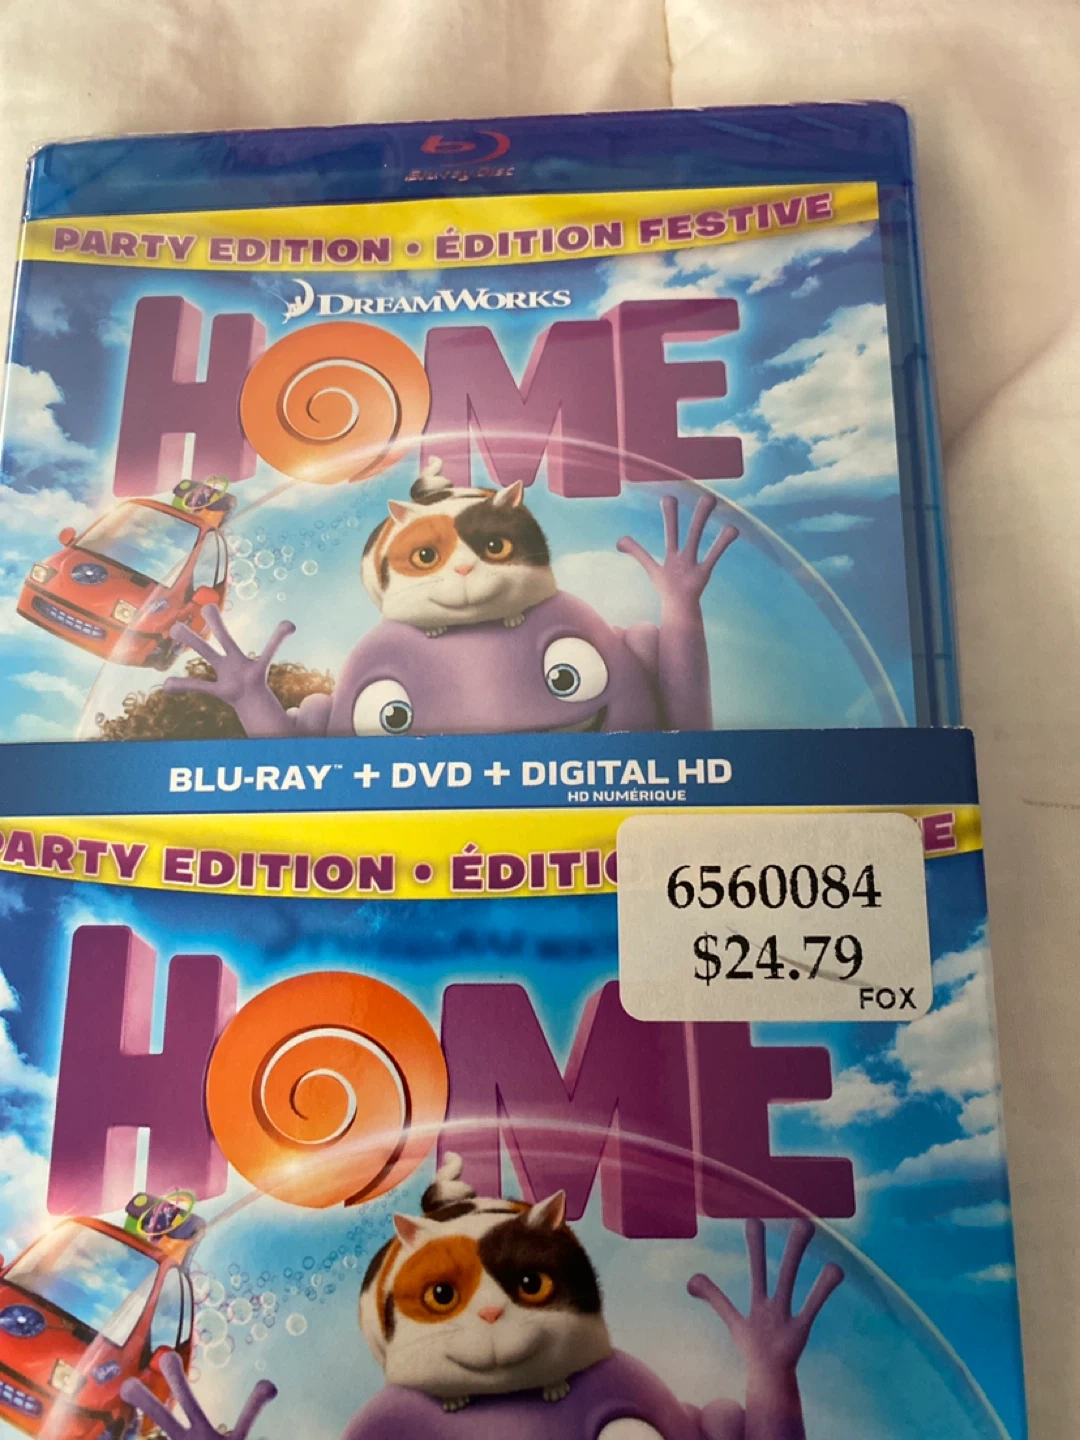 Blu-ray Disc
PARTY EDITION • ÉDITION FESTIVE
DREAMWORKS
HOME
BLU-RAY™ + DVD + DIGITAL HD
HD NUMÉRIQUE
PARTY EDITION • ÉDITIO E
6560084
$24.79
FOX
HOME